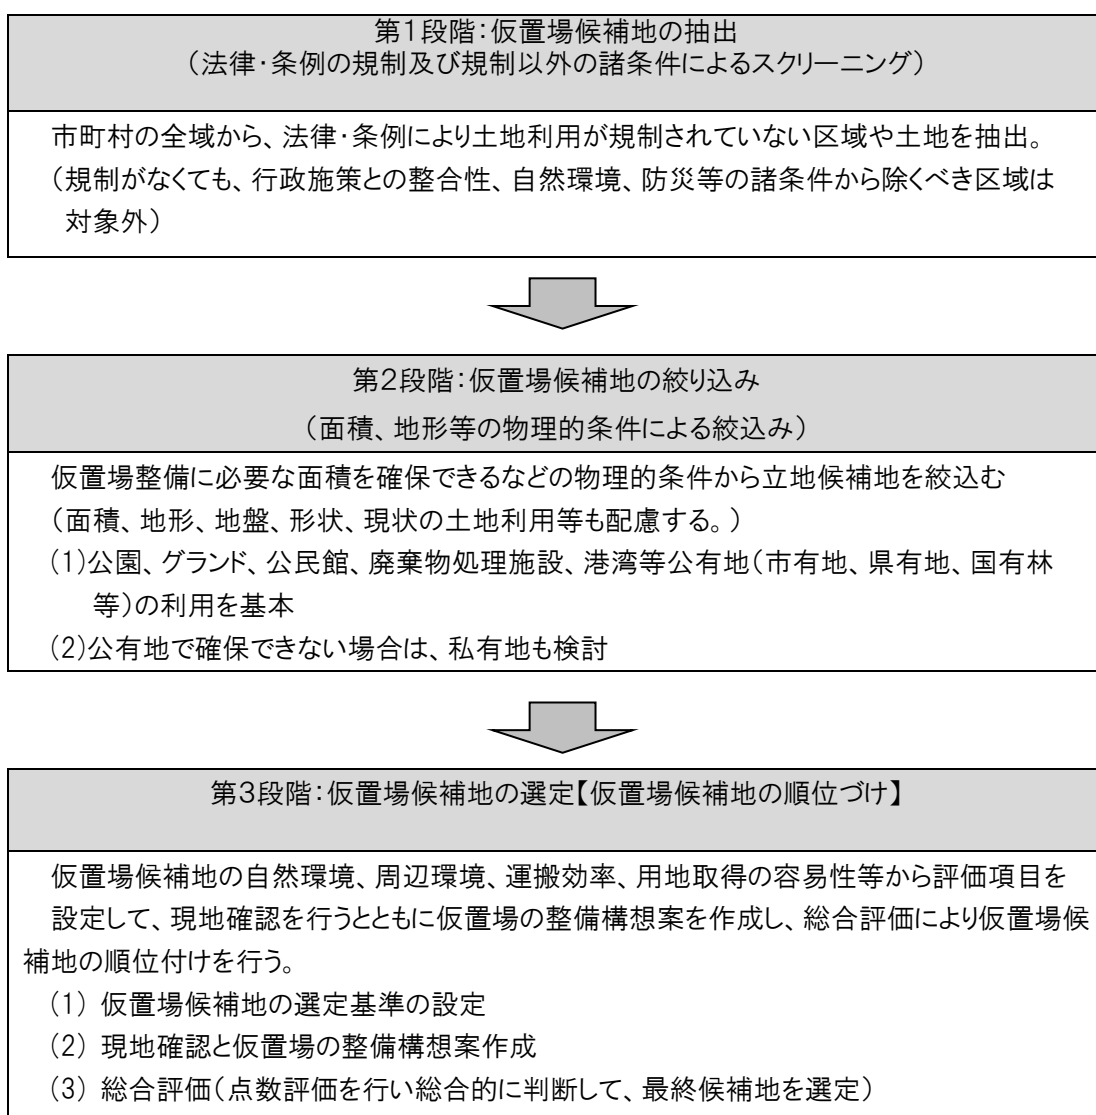 第1段階：仮置場候補地の抽出
（法律・条例の規制及び規制以外の諸条件によるスクリーニング）
市町村の全域から、法律・条例により土地利用が規制されていない区域や土地を抽出。
（規制がなくても、行政施策との整合性、自然環境、防災等の諸条件から除くべき区域は
対象外）
第2段階：仮置場候補地の絞り込み
（面積、地形等の物理的条件による絞込み）
仮置場整備に必要な面積を確保できるなどの物理的条件から立地候補地を絞込む
（面積、地形、地盤、形状、現状の土地利用等も配慮する。）
(1)公園、グランド、公民館、廃棄物処理施設、港湾等公有地（市有地、県有地、国有林
等）の利用を基本
(2)公有地で確保できない場合は、私有地も検討
第3段階：仮置場候補地の選定【仮置場候補地の順位づけ】
仮置場候補地の自然環境、周辺環境、運搬効率、用地取得の容易性等から評価項目を
設定して、現地確認を行うとともに仮置場の整備構想案を作成し、総合評価により仮置場候
補地の順位付けを行う。
(1) 仮置場候補地の選定基準の設定
(2) 現地確認と仮置場の整備構想案作成
(3) 総合評価（点数評価を行い総合的に判断して、最終候補地を選定）